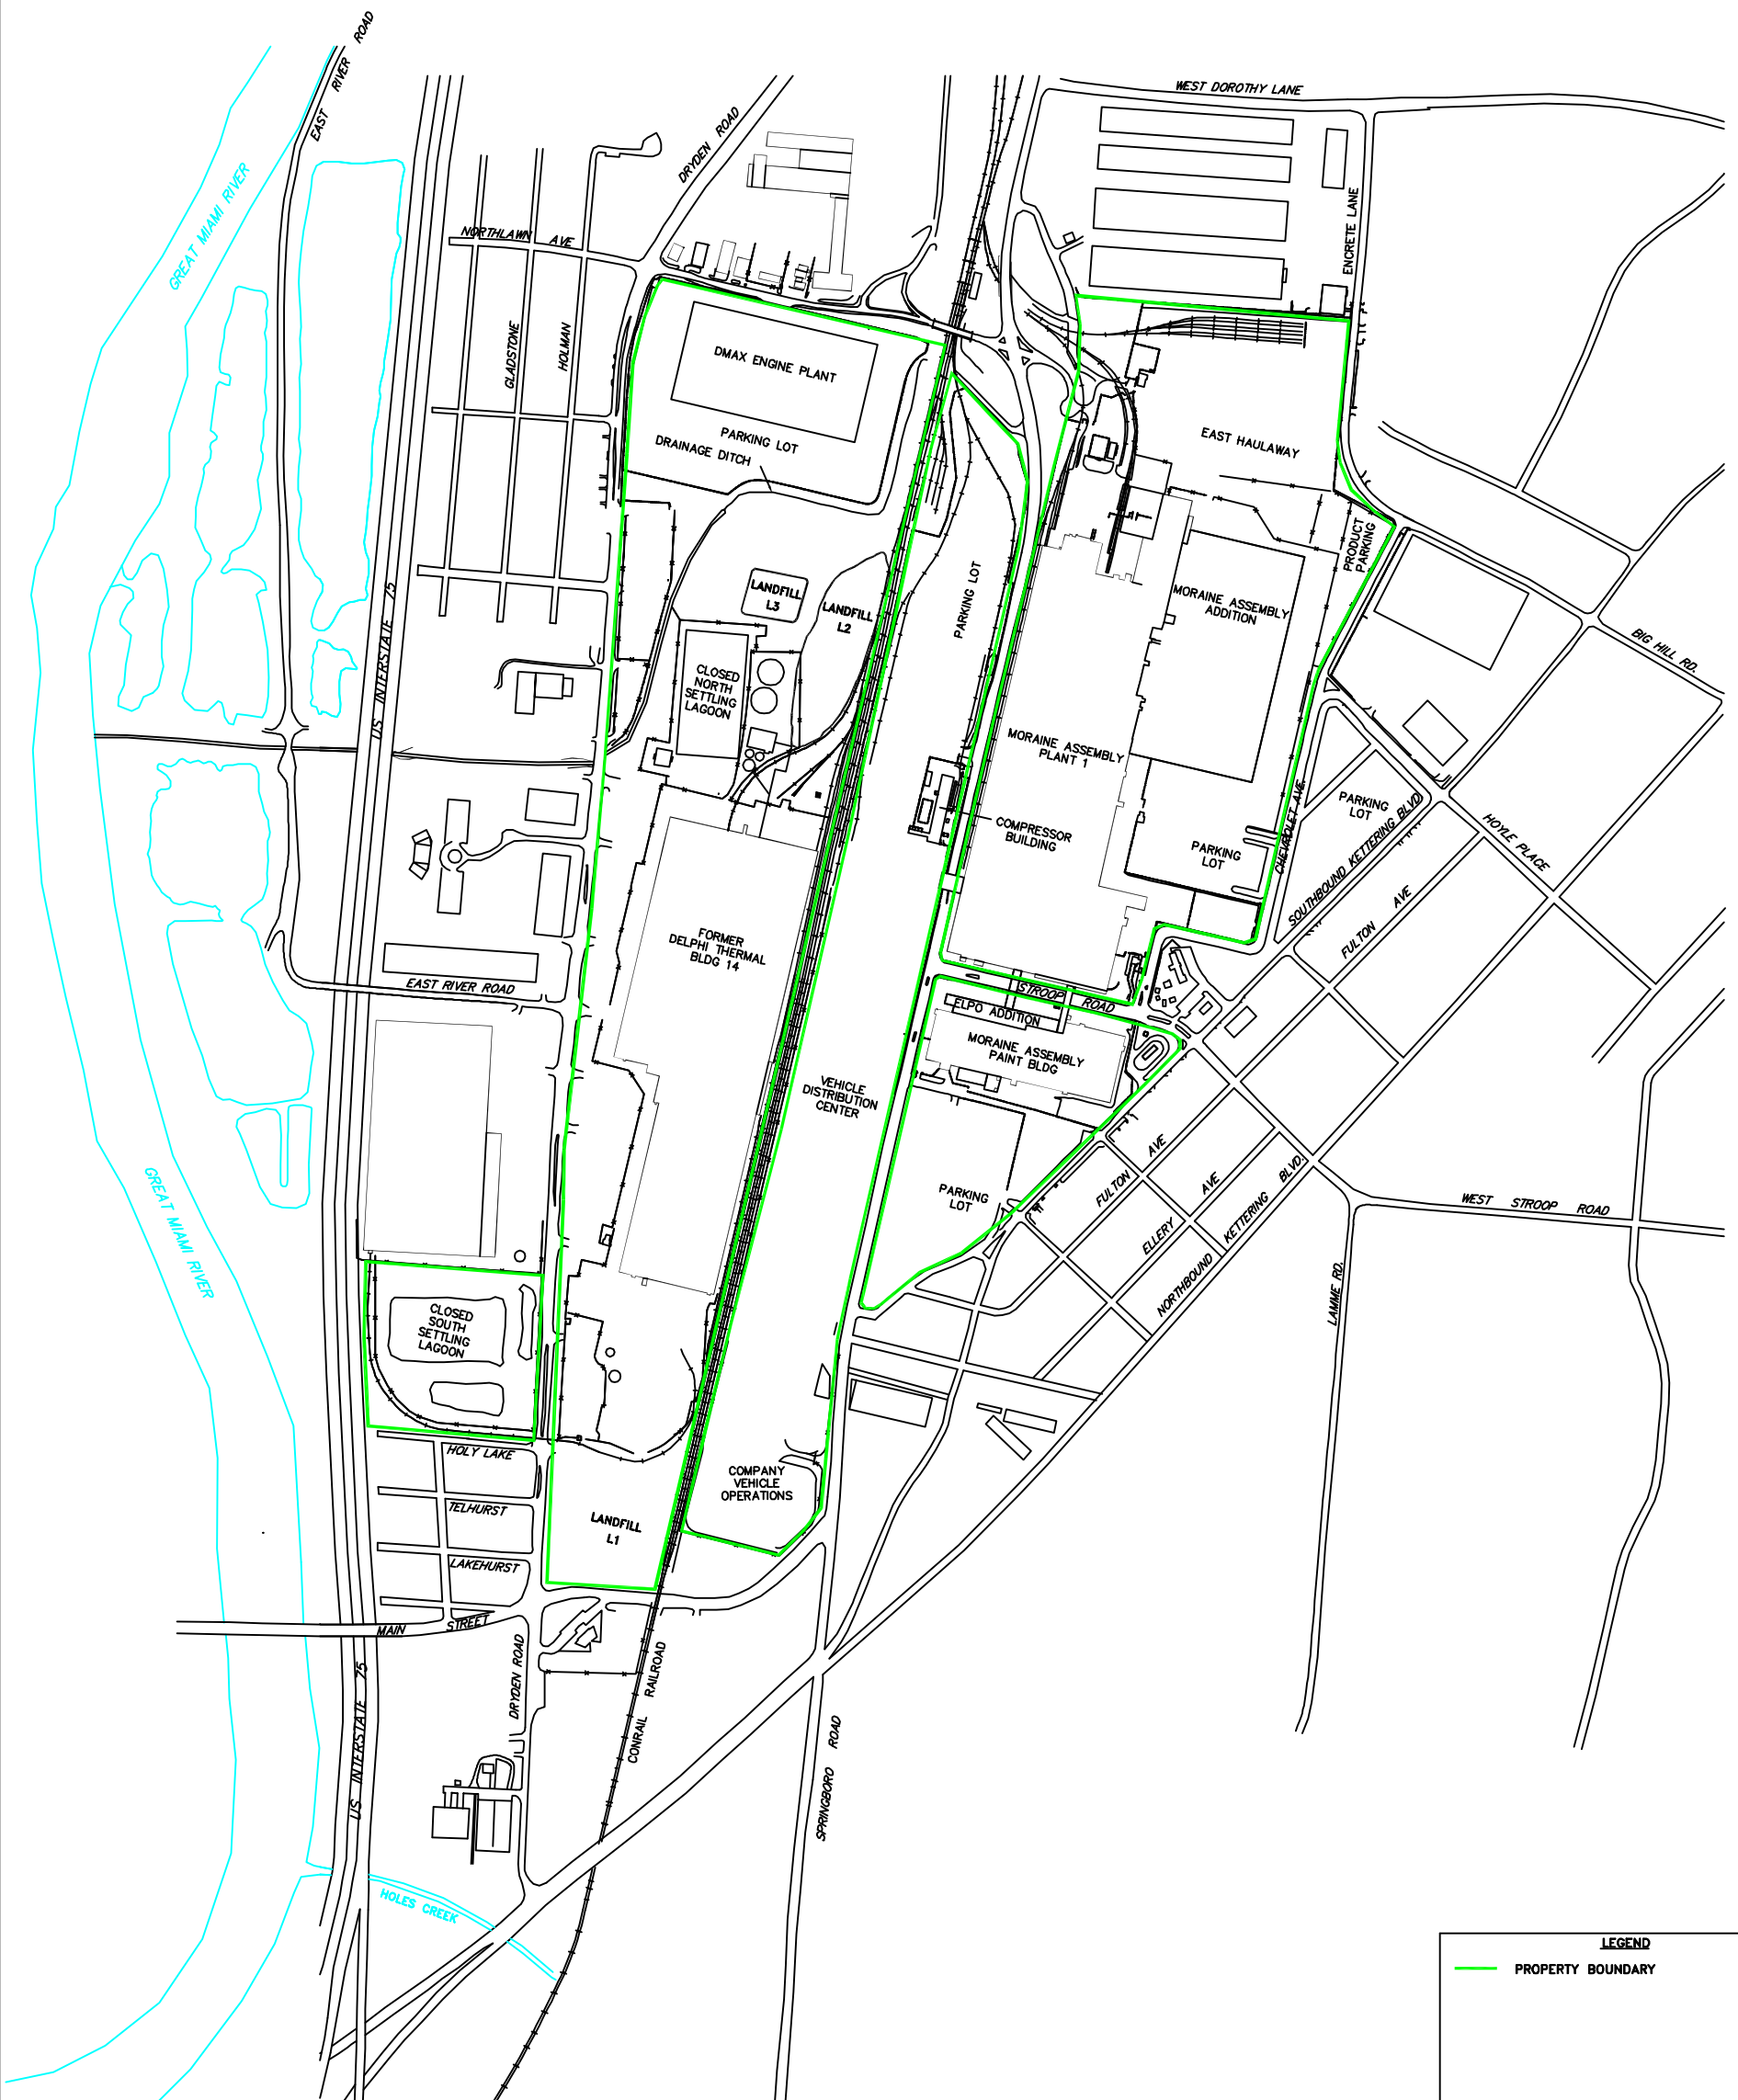 EAST RIVER ROAD
WEST DOROTHY LANE
DRYDEN ROAD
GREAT MIAMI RIVER
NORTHLAWN AVE
ENCRETE LANE
GLADSTONE
HOLMAN
DMAX ENGINE PLANT
PARKING LOT
DRAINAGE DITCH
EAST HAULAWAY
PRODUCT
PARKING
LANDFILL
L3
LANDFILL
L2
PARKING LOT
MORAINE ASSEMBLY
ADDITION
US INTERSTATE 75
BIG HILL RD.
CLOSED
NORTH
SETTLING
LAGOON
MORAINE ASSEMBLY
PLANT 1
COMPRESSOR
BUILDING
PARKING
LOT
CHEVROLET AVE.
PARKING
LOT
SOUTHBOUND KETTERING BLVD
HOYLE PLACE
FULTON AVE
FORMER
DELPHI THERMAL
BLDG 14
EAST RIVER ROAD
STROOP ROAD
ELPO ADDITION
MORAINE ASSEMBLY
PAINT BLDG
VEHICLE
DISTRIBUTION
CENTER
PARKING
LOT
FULTON AVE
ELLERY AVE
NORTHBOUND KETTERING BLVD.
WEST STROOP ROAD
LAMME RD.
GREAT MIAMI RIVER
CLOSED
SOUTH
SETTLING
LAGOON
HOLY LAKE
TELHURST
LAKEHURST
MAIN STREET
COMPANY
VEHICLE
OPERATIONS
LANDFILL
L1
DRYDEN ROAD
CONRAIL RAILROAD
SPRINGBORO ROAD
US INTERSTATE 75
HOLES CREEK
LEGEND
PROPERTY BOUNDARY